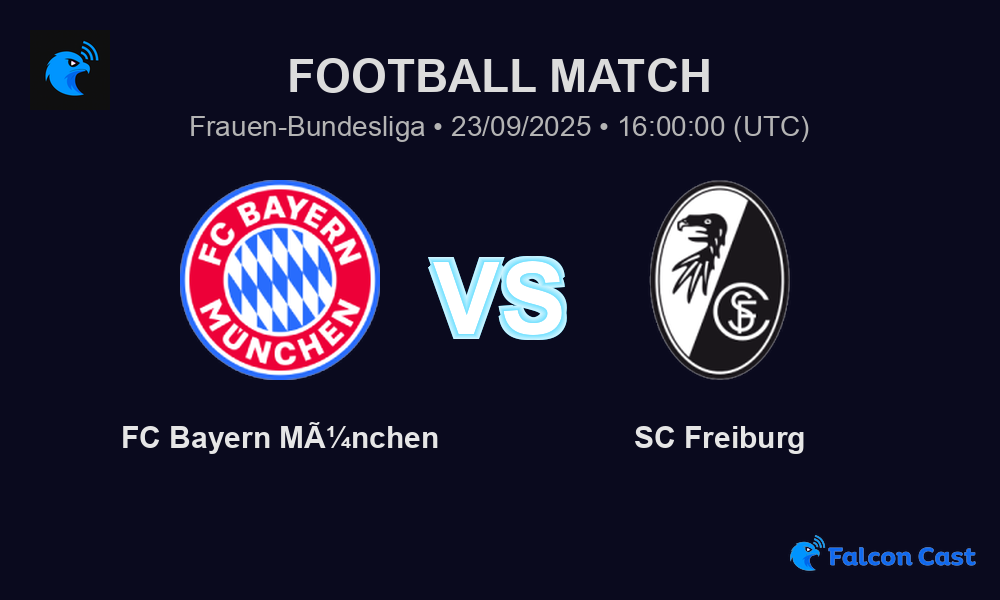 FOOTBALL MATCH
Frauen-Bundesliga • 23/09/2025 • 16:00:00 (UTC)
FC BAYERN
MÜNCHEN
VS
SCF
FC Bayern MÃ¼nchen
SC Freiburg
Falcon Cast